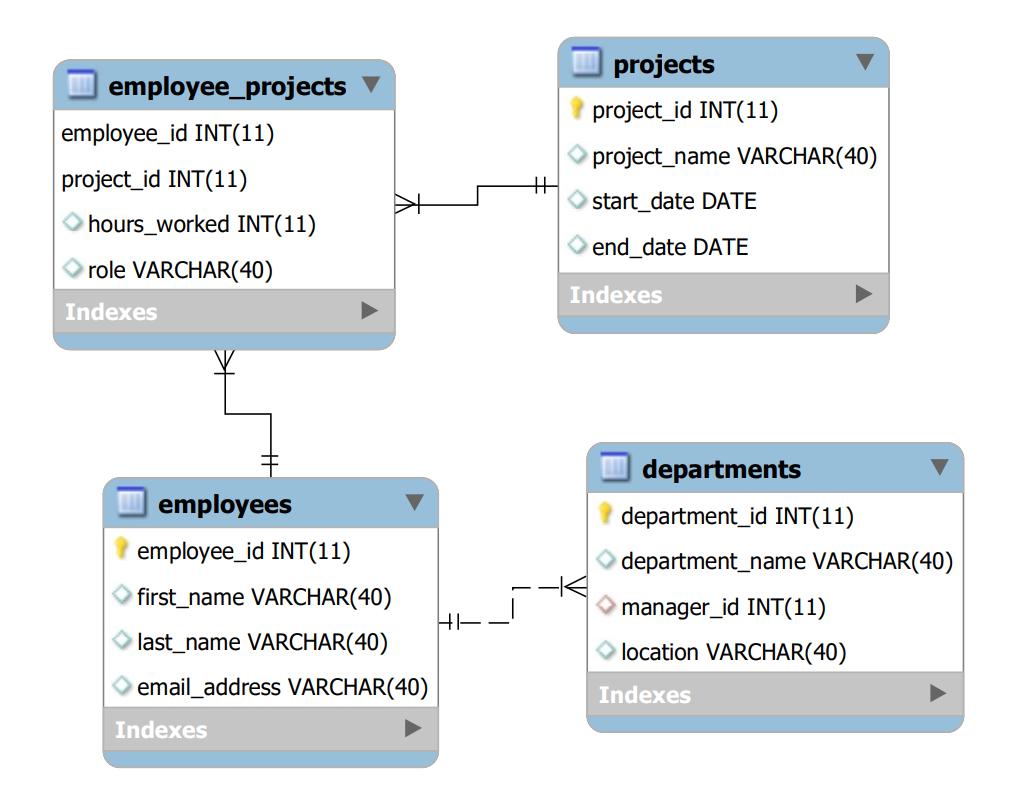 employee_projects
employee_id INT(11)
project_id INT(11)
hours_worked INT(11)
role VARCHAR(40)
Indexes
projects
project_id INT(11)
project_name VARCHAR(40)
start_date DATE
end_date DATE
Indexes
employees
employee_id INT(11)
first_name VARCHAR(40)
last_name VARCHAR(40)
email_address VARCHAR(40)
Indexes
departments
department_id INT(11)
department_name VARCHAR(40)
manager_id INT(11)
location VARCHAR(40)
Indexes